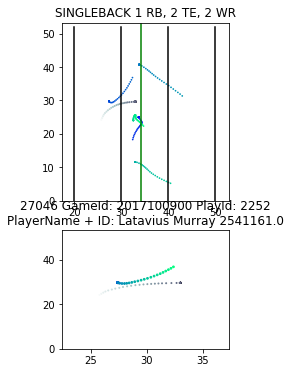 SINGLEBACK 1 RB, 2 TE, 2 WR
50
40
30
20
10
0
20 30 40 50
27046 GameId: 2017100900 PlayId: 2252
PlayerName + ID: Latavius Murray 2541161.0
40
20
0
25 30 35